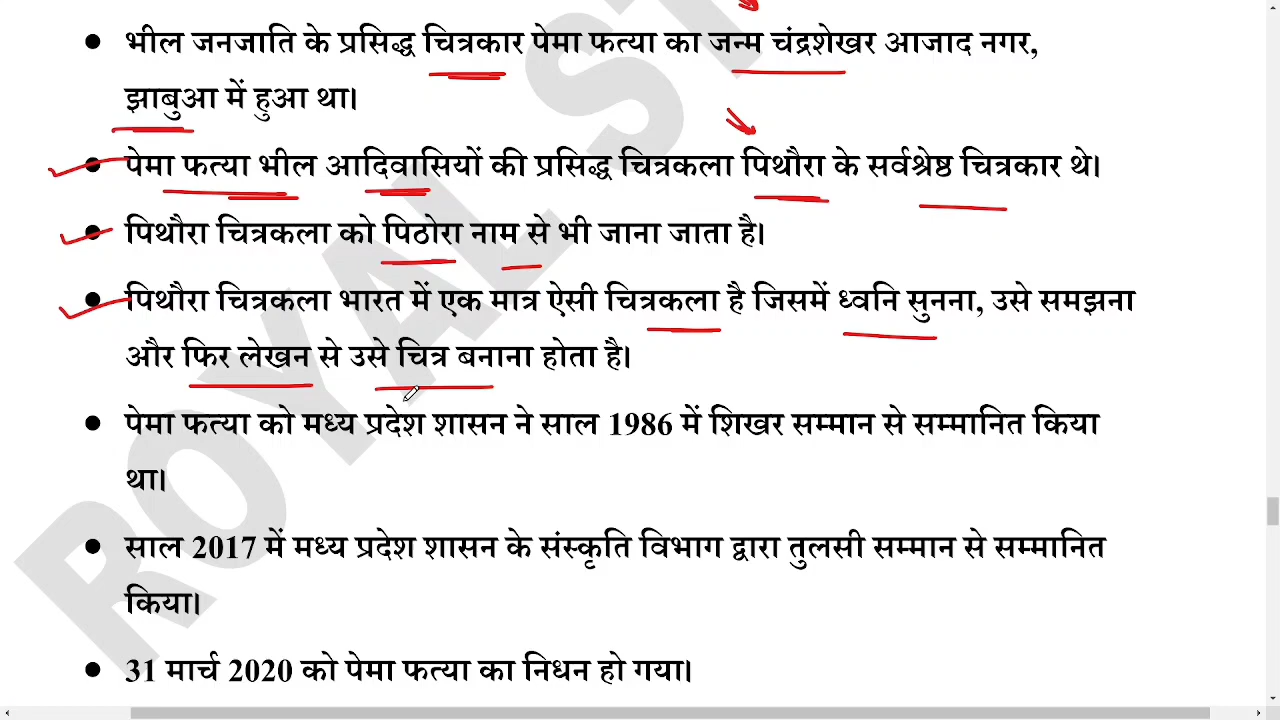 • भील जनजाति के प्रसिद्ध चित्रकार पेमा फत्या का जन्म चंद्रशेखर आजाद नगर,
झाबुआ में हुआ था।
• पेमा फत्या भील आदिवासियों की प्रसिद्ध चित्रकला पिथौरा के सर्वश्रेष्ठ चित्रकार थे।
• पिथौरा चित्रकला को पिठोरा नाम से भी जाना जाता है।
• पिथौरा चित्रकला भारत में एक मात्र ऐसी चित्रकला है जिसमें ध्वनि सुनना, उसे समझना
और फिर लेखन से उसे चित्र बनाना होता है।
• पेमा फत्या को मध्य प्रदेश शासन ने साल 1986 में शिखर सम्मान से सम्मानित किया
था।
• साल 2017 में मध्य प्रदेश शासन के संस्कृति विभाग द्वारा तुलसी सम्मान से सम्मानित
किया।
• 31 मार्च 2020 को पेमा फत्या का निधन हो गया।
ROYAL ST